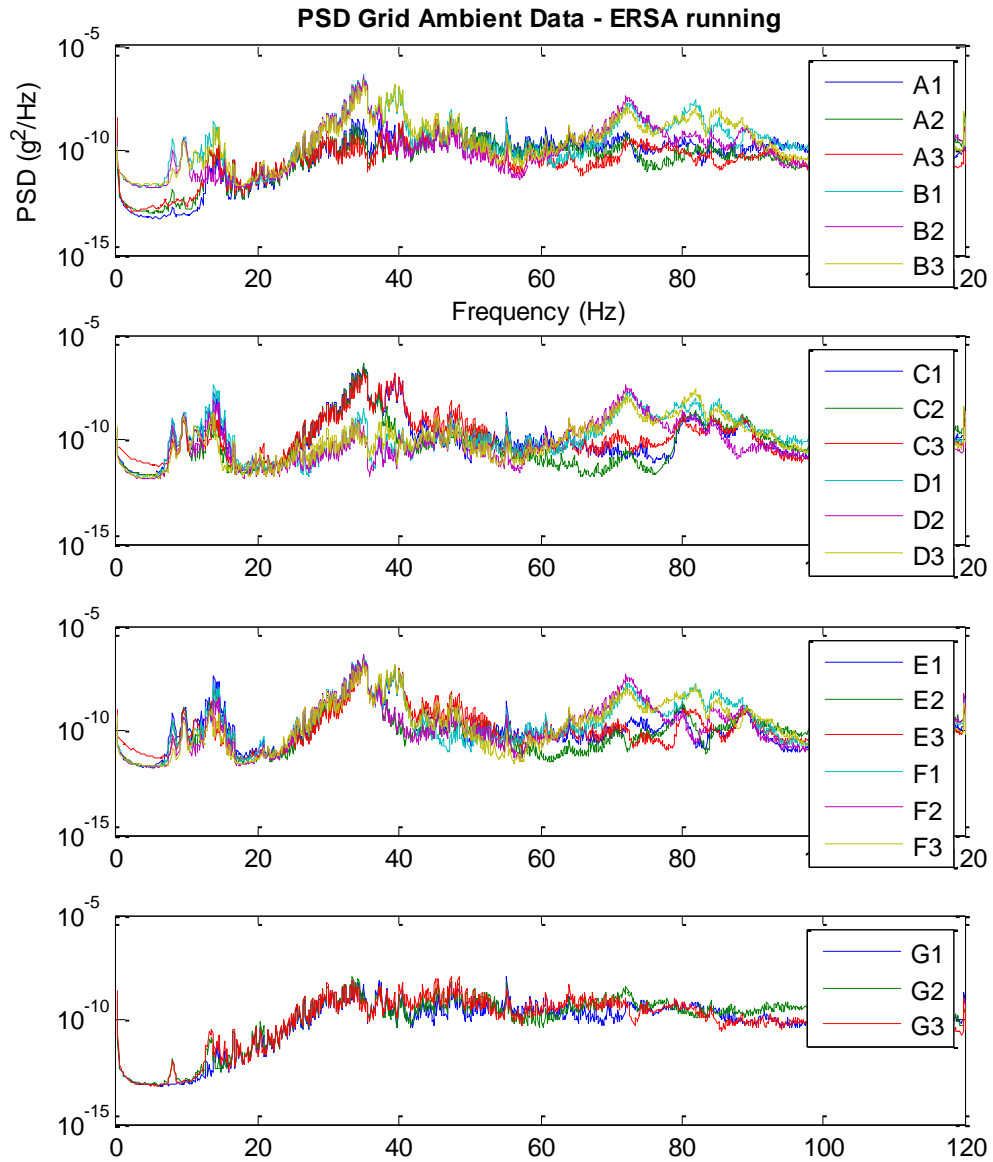 PSD Grid Ambient Data - ERSA running
PSD (g²/Hz)
10⁻⁵
10⁻¹⁰
10⁻¹⁵
A1
A2
A3
B1
B2
B3
0 20 40 60 80 1 20
Frequency (Hz)
10⁻⁵
10⁻¹⁰
10⁻¹⁵
C1
C2
C3
D1
D2
D3
0 20 40 60 80 1 20
10⁻⁵
10⁻¹⁰
10⁻¹⁵
E1
E2
E3
F1
F2
F3
0 20 40 60 80 1 20
10⁻⁵
10⁻¹⁰
10⁻¹⁵
G1
G2
G3
0 20 40 60 80 100 120